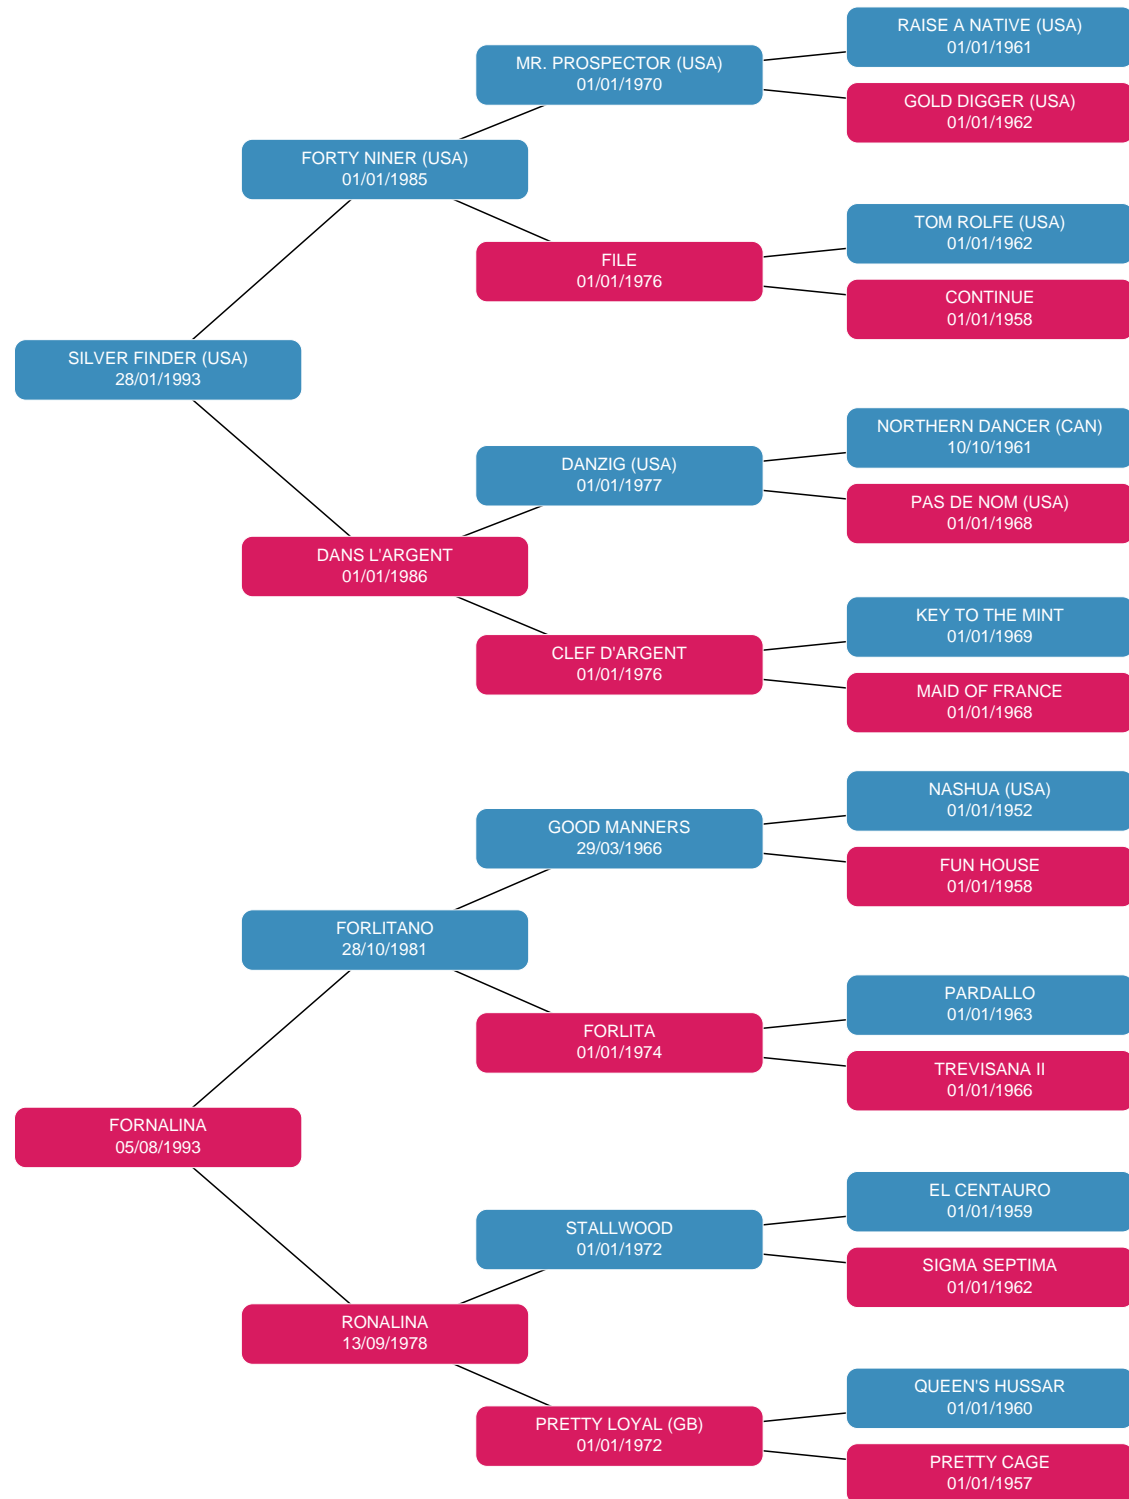 RAISE A NATIVE (USA)
01/01/1961
MR. PROSPECTOR (USA)
01/01/1970
GOLD DIGGER (USA)
01/01/1962
FORTY NINER (USA)
01/01/1985
TOM ROLFE (USA)
01/01/1962
FILE
01/01/1976
CONTINUE
01/01/1958
SILVER FINDER (USA)
28/01/1993
NORTHERN DANCER (CAN)
10/10/1961
DANZIG (USA)
01/01/1977
PAS DE NOM (USA)
01/01/1968
DANS L'ARGENT
01/01/1986
KEY TO THE MINT
01/01/1969
CLEF D'ARGENT
01/01/1976
MAID OF FRANCE
01/01/1968
NASHUA (USA)
01/01/1952
GOOD MANNERS
29/03/1966
FUN HOUSE
01/01/1958
FORLITANO
28/10/1981
PARDALLO
01/01/1963
FORLITA
01/01/1974
TREVISANA II
01/01/1966
FORNALINA
05/08/1993
EL CENTAURO
01/01/1959
STALLWOOD
01/01/1972
SIGMA SEPTIMA
01/01/1962
RONALINA
13/09/1978
QUEEN'S HUSSAR
01/01/1960
PRETTY LOYAL (GB)
01/01/1972
PRETTY CAGE
01/01/1957